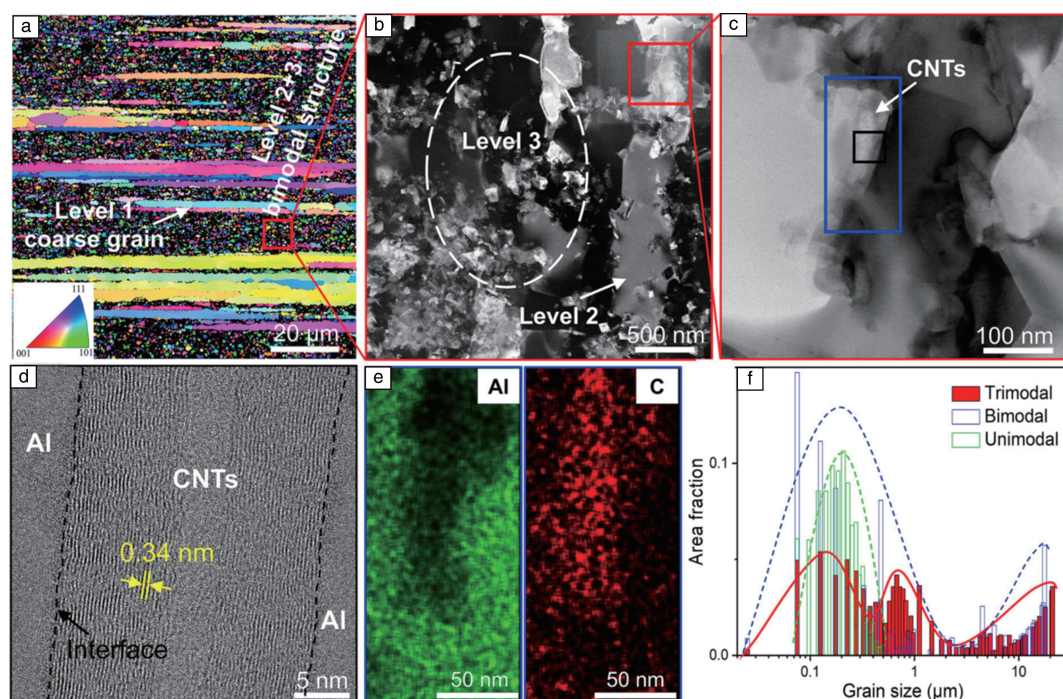 a
Level 2+3
bimodal structure
Level 1
coarse grain
111
001
101
20 μm
b
Level 3
Level 2
500 nm
c
CNTs
100 nm
d
Al
CNTs
0.34 nm
Al
Interface
5 nm
e
Al
C
50 nm
50 nm
f
Trimodal
Bimodal
Unimodal
Area fraction
0.1
0.0
0.1
1
10
Grain size (μm)